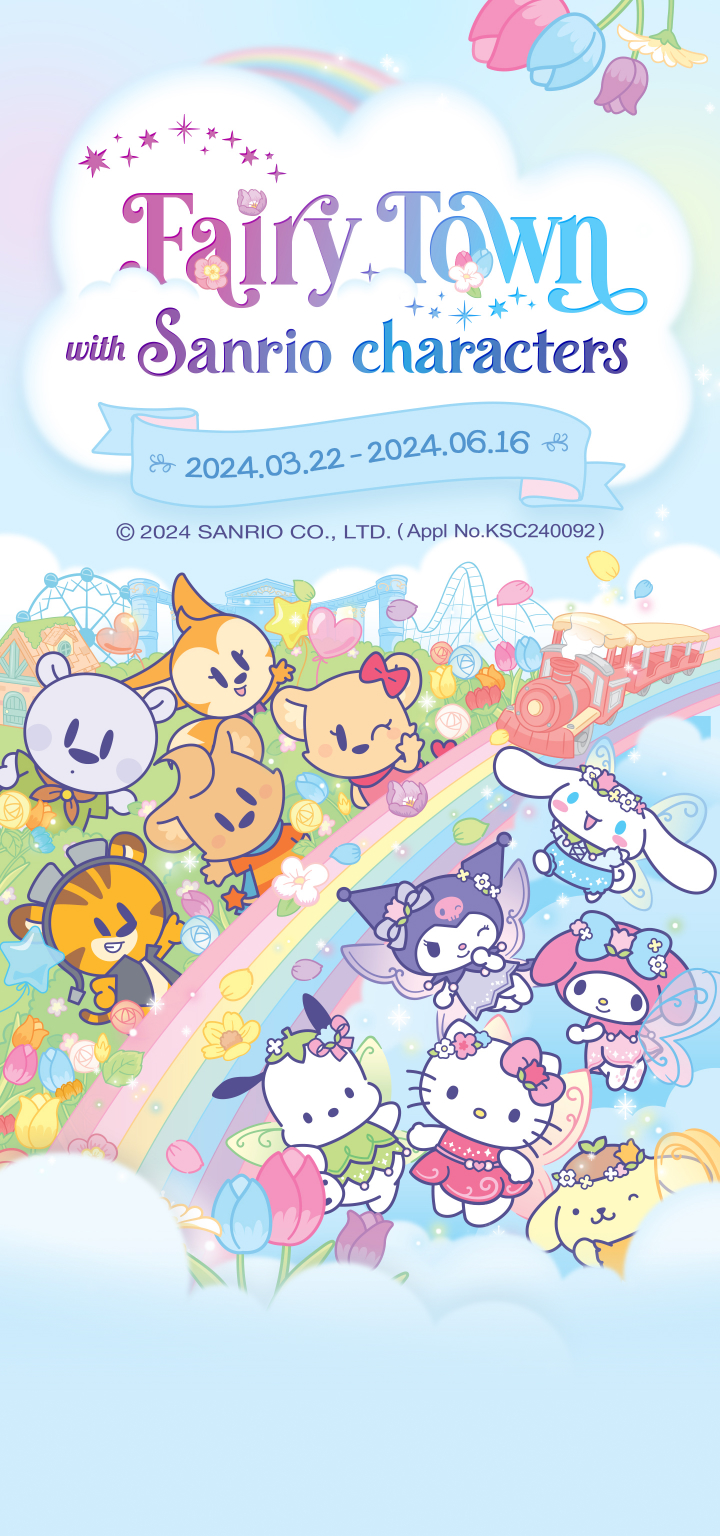 Fairy Town
with Sanrio characters
2024.03.22 - 2024.06.16
© 2024 SANRIO CO., LTD. (Appl No.KSC240092)